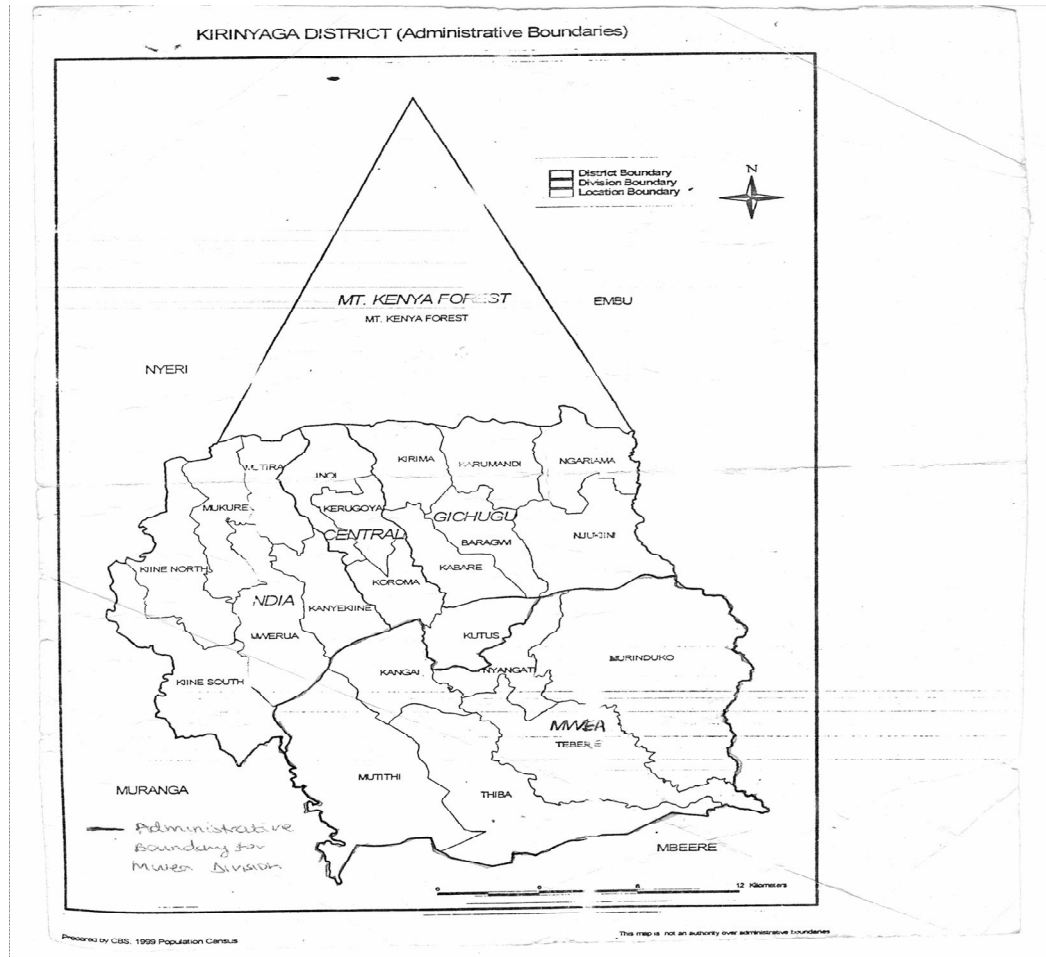 KIRINYAGA DISTRICT (Administrative Boundaries)
N
District Boundary
Division Boundary
Location Boundary
MT. KENYA FOREST
MT. KENYA FOREST
EMBU
NYERI
MUTIRA
INOI
KIRIMA
KARUMANDI
NGARIAMA
MUKURE
KERUGOYA
GICHUGU
CENTRAL
BARAGWI
NJUKIINI
KIINE NORTH
KABARE
KOROMA
NDIA
KANYEKIINE
MWERUA
KUTUS
MURINDUKO
KANGAI
NYANGATI
KIINE SOUTH
MWEA
TEBERE
MUTITHI
THIBA
MURANGA
Administrative
Boundary for
Mwea Division
MBEERE
0
6
12 Kilometers
Prepared by CBS. 1999 Population Census
This map is not an authority over administrative boundaries